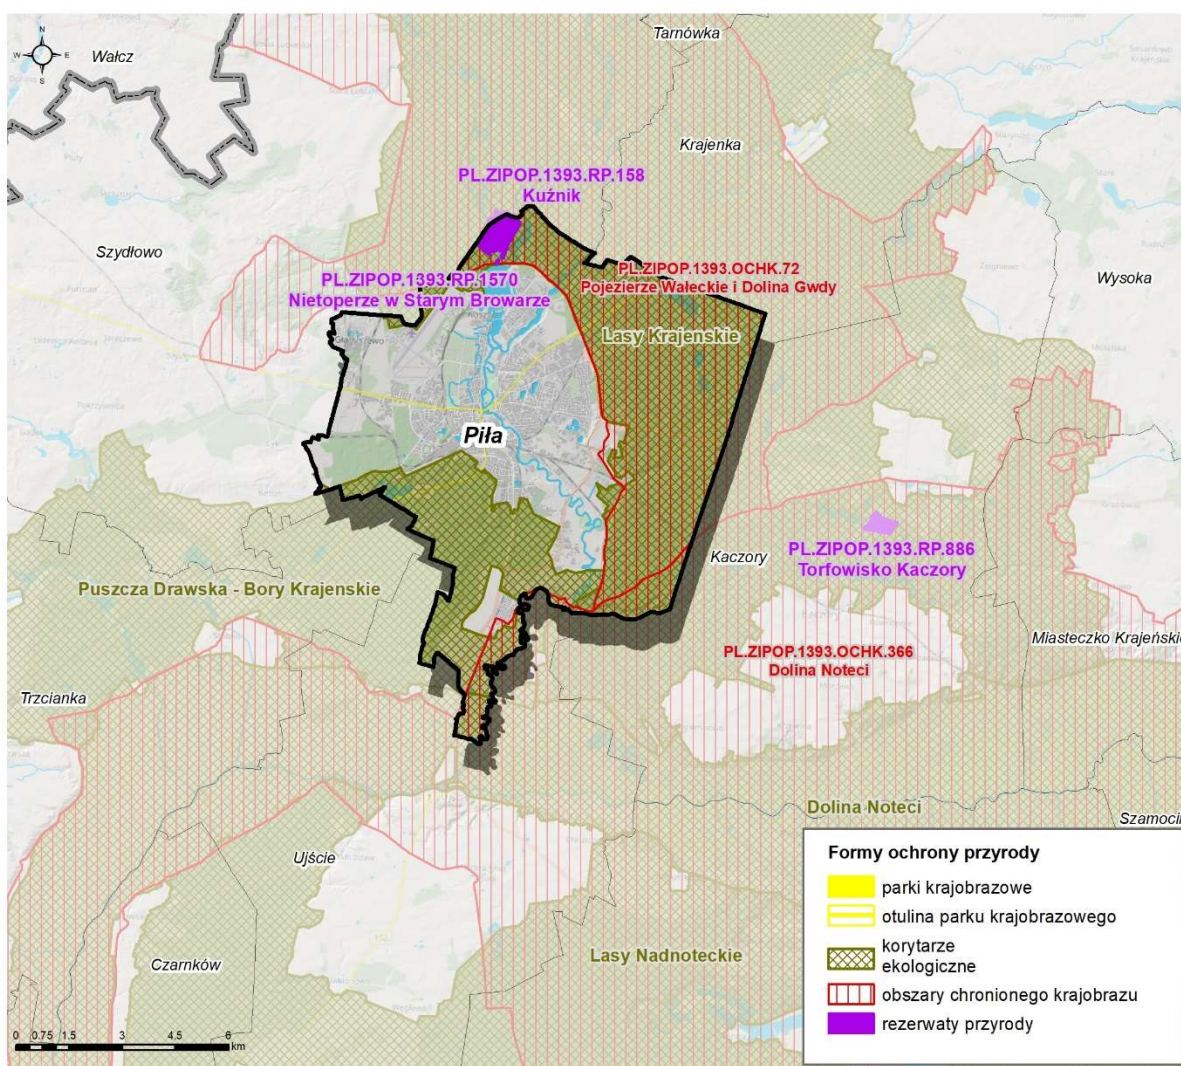 N
W E
S
Wałcz
Tarnówka
Krajenka
PL.ZIPOP.1393.RP.158
Kuźnik
Szydłowo
PL.ZIPOP.1393.OCHK.72
Pojezierze Wałeckie i Dolina Gwdy
Wysoka
PL.ZIPOP.1393.RP.1570
Nietoperze w Starym Browarze
Lasy Krajenskie
Piła
PL.ZIPOP.1393.RP.886
Torfowisko Kaczory
Kaczory
Puszcza Drawska - Bory Krajenskie
Miasteczko Krajeńskie
PL.ZIPOP.1393.OCHK.366
Dolina Noteci
Trzcianka
Dolina Noteci
Szamocin
Ujście
Lasy Nadnoteckie
Czarnków
Formy ochrony przyrody
parki krajobrazowe
otulina parku krajobrazowego
korytarze
ekologiczne
obszary chronionego krajobrazu
rezerwaty przyrody
0 0.75 1.5 3 4.5 6
km